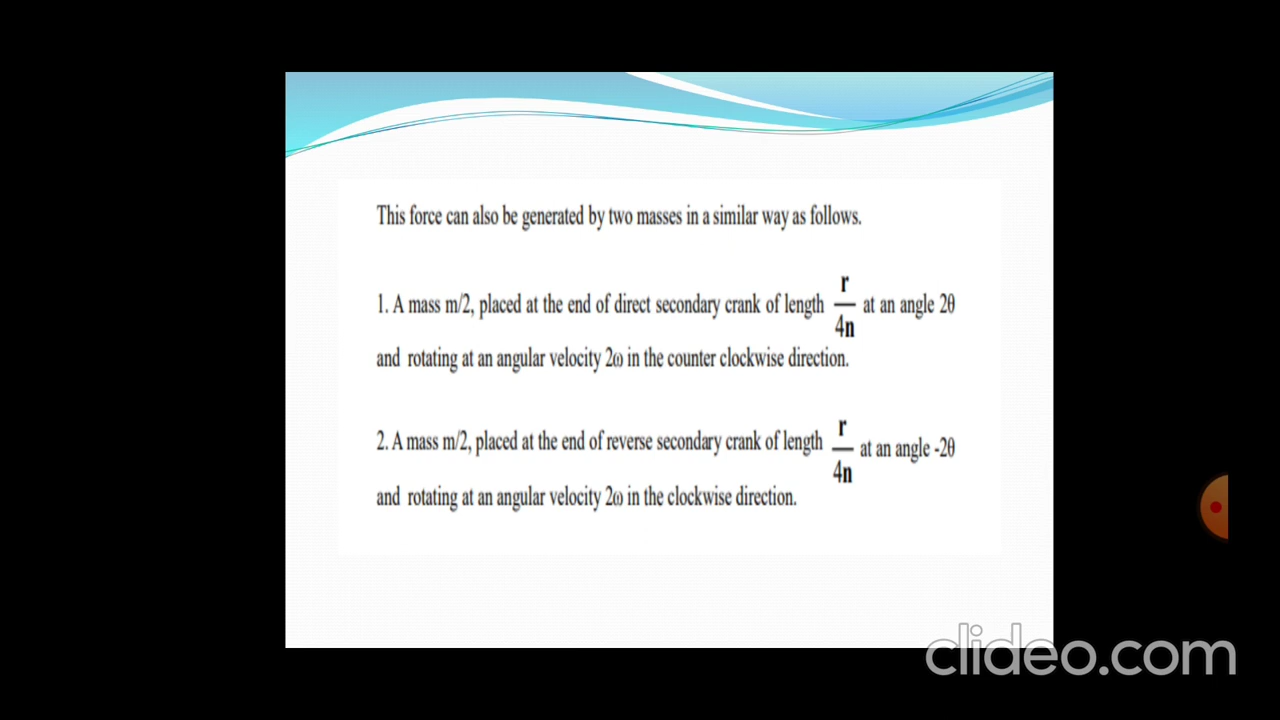 This force can also be generated by two masses in a similar way as follows.
1. A mass m/2, placed at the end of direct secondary crank of length r/4n at an angle 2θ
and rotating at an angular velocity 2ω in the counter clockwise direction.
2. A mass m/2, placed at the end of reverse secondary crank of length r/4n at an angle -2θ
and rotating at an angular velocity 2ω in the clockwise direction.
clideo.com